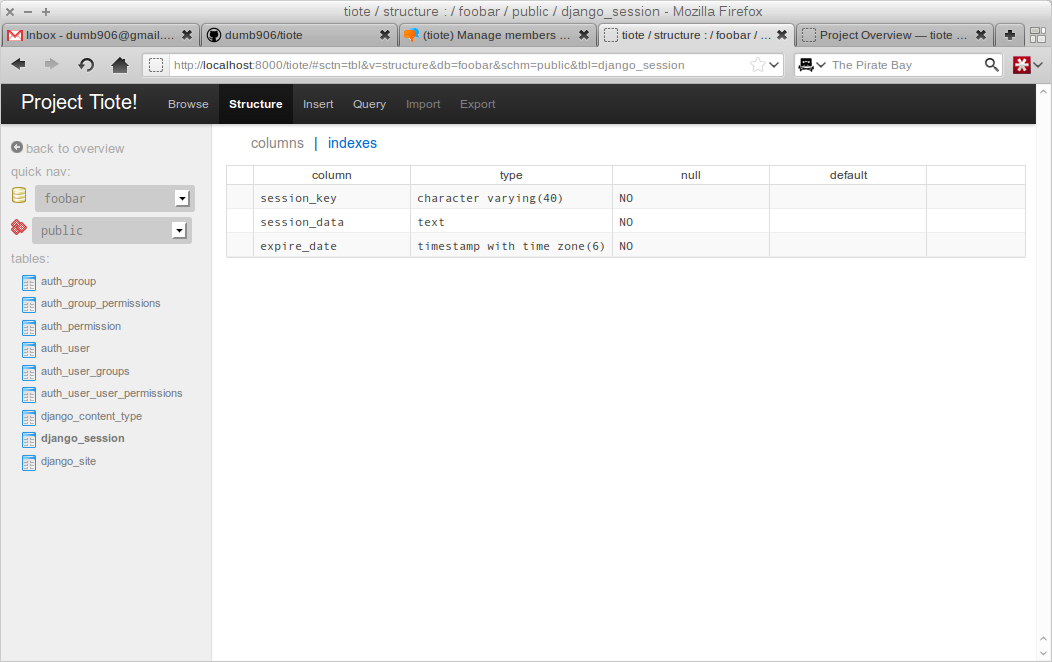 tiote / structure : / foobar / public / django_session - Mozilla Firefox
Inbox - dumb906@gmail.... dumb906/tiote (tiote) Manage members ... tiote / structure : / foobar / ... Project Overview — tiote ...
http://localhost:8000/tiote/#sctn=tbl&v=structure&db=foobar&schm=public&tbl=django_session The Pirate Bay
Project Tiote! Browse Structure Insert Query Import Export
back to overview
quick nav:
foobar
public
tables:
auth_group
auth_group_permissions
auth_permission
auth_user
auth_user_groups
auth_user_user_permissions
django_content_type
django_session
django_site
columns | indexes
column type null default
session_key character varying(40) NO
session_data text NO
expire_date timestamp with time zone(6) NO